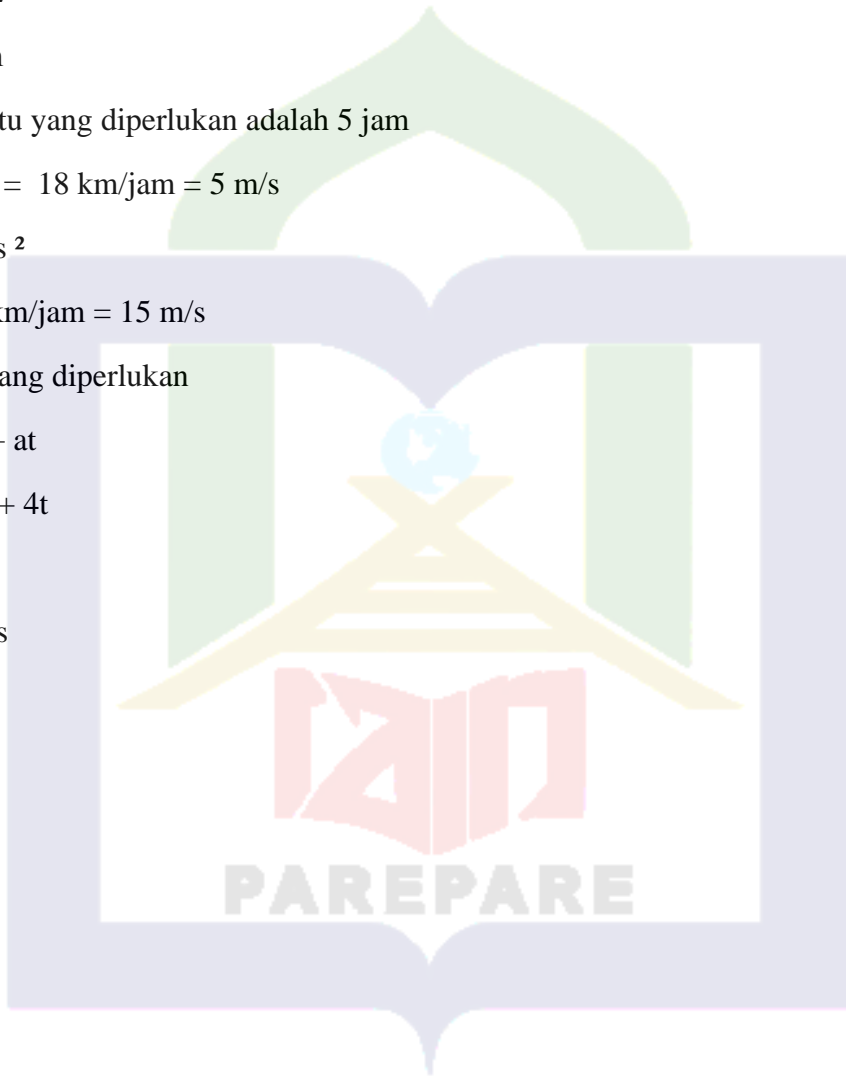 tu yang diperlukan adalah 5 jam
= 18 km/jam = 5 m/s
s ²
km/jam = 15 m/s
ang diperlukan
at
+ 4t
s
iain
PAREPARE